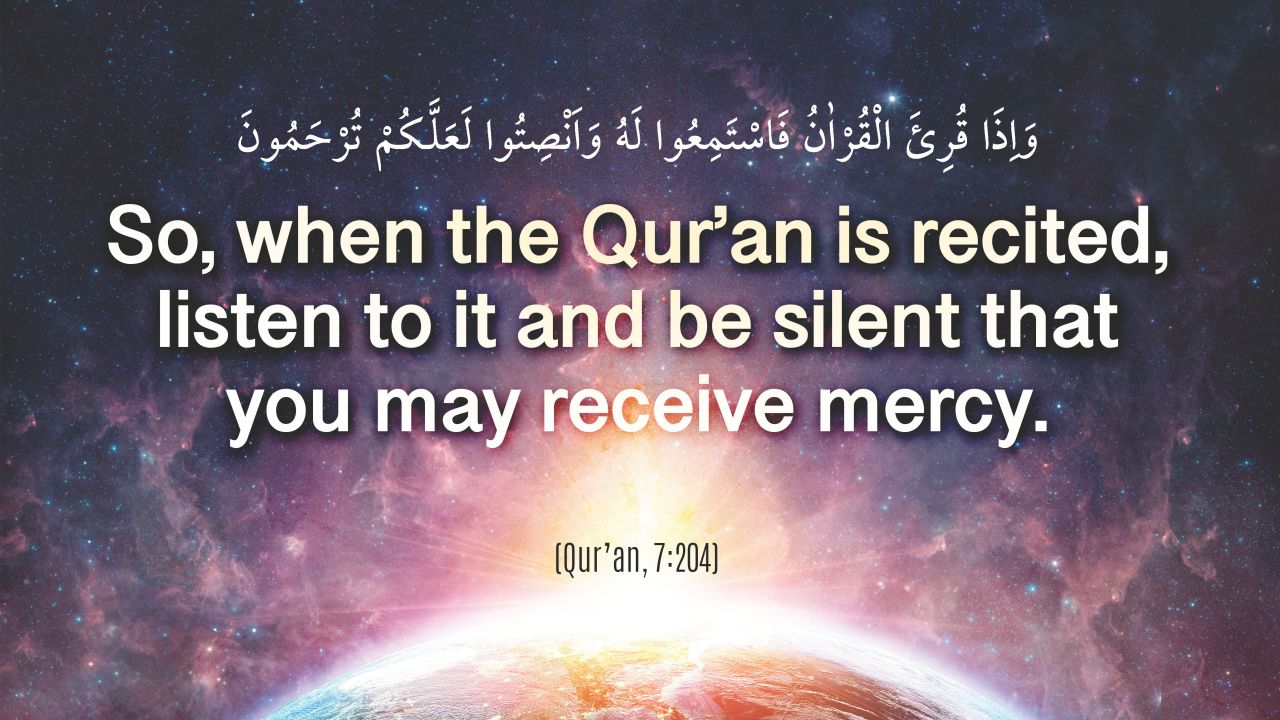 وَاِذَا قُرِئَ الْقُرْاٰنُ فَاسْتَمِعُوا لَهُ وَاَنْصِتُوا لَعَلَّكُمْ تُرْحَمُونَ
So, when the Qur’an is recited,
listen to it and be silent that
you may receive mercy.
(Qur’an, 7:204)